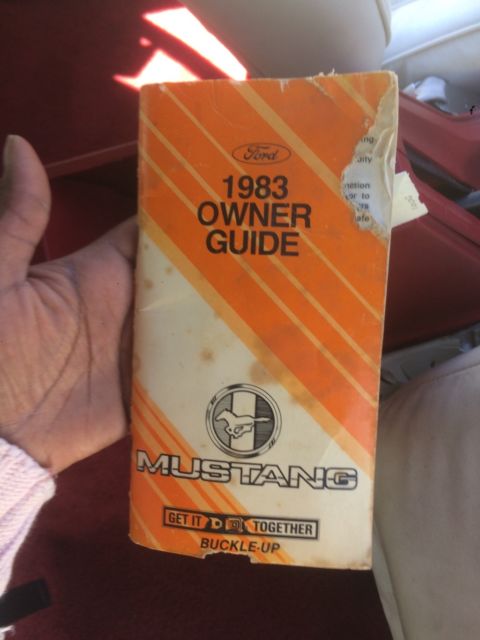 Ford
1983
OWNER
GUIDE
MUSTANG
GET IT TOGETHER
BUCKLE-UP